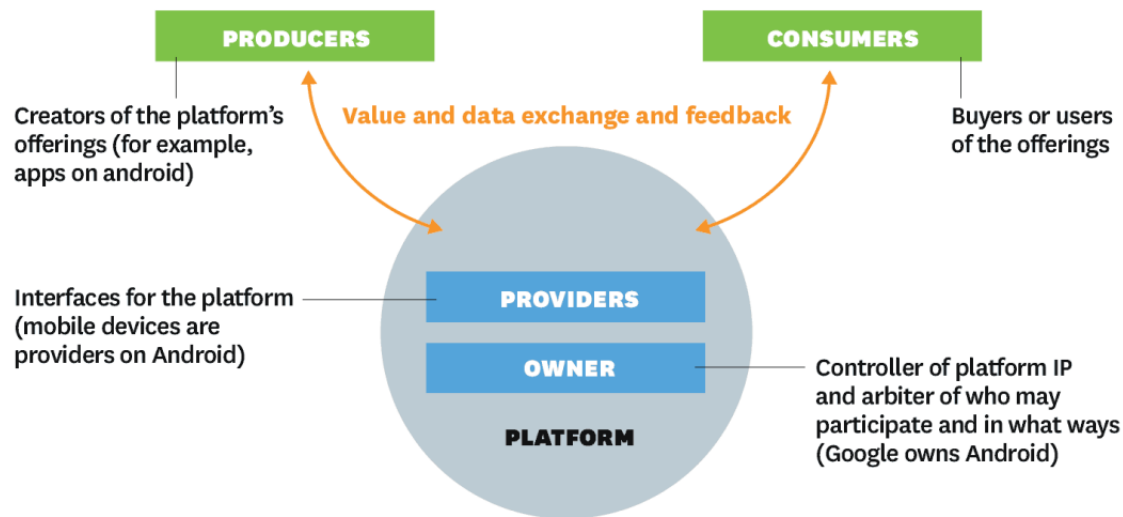 PRODUCERS
CONSUMERS
Creators of the platform's
offerings (for example,
apps on android)
Value and data exchange and feedback
Buyers or users
of the offerings
Interfaces for the platform
(mobile devices are
providers on Android)
PROVIDERS
OWNER
PLATFORM
Controller of platform IP
and arbiter of who may
participate and in what ways
(Google owns Android)